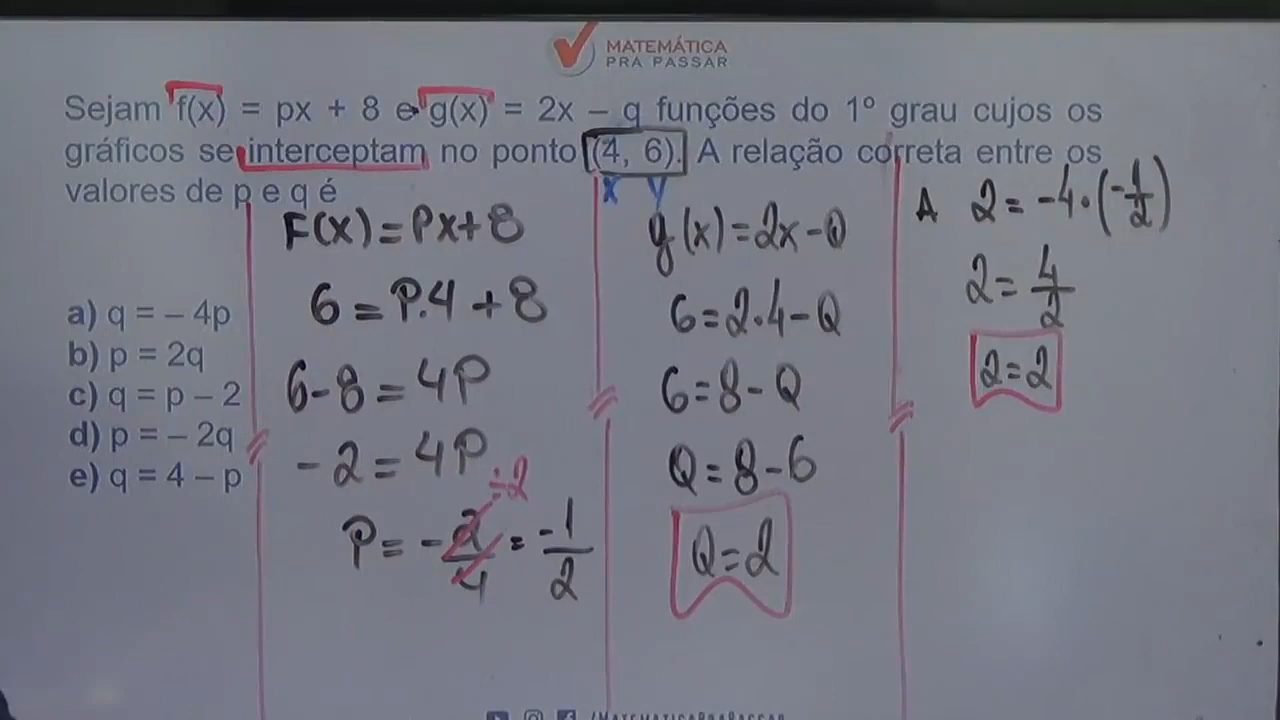 MATEMÁTICA
PRA PASSAR
Sejam f(x) = px + 8 e g(x) = 2x – q funções do 1º grau cujos os
gráficos se interceptam no ponto (4, 6). A relação correta entre os
valores de p e q é
x y
a) q = – 4p
b) p = 2q
c) q = p – 2
d) p = – 2q
e) q = 4 – p
F(x) = Px + 8
6 = P.4 + 8
6 - 8 = 4P
- 2 = 4P
÷2
P = - 2/4 = -1/2
g(x) = 2x - Q
6 = 2•4 - Q
6 = 8 - Q
Q = 8 - 6
Q = 2
A 2 = -4•(-1/2)
2 = 4/2
2 = 2
/MATEMATICAPRAPASSAR